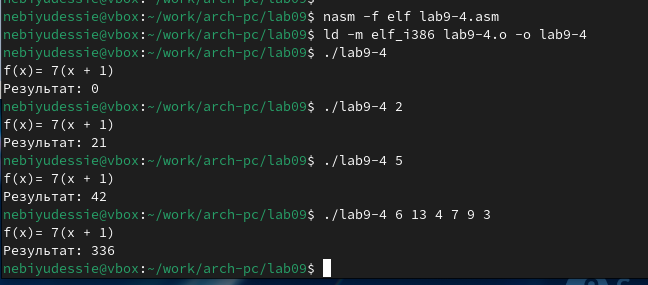 nebiyudessie@vbox:~/work/arch-pc/lab09$ nasm -f elf lab9-4.asm
nebiyudessie@vbox:~/work/arch-pc/lab09$ ld -m elf_i386 lab9-4.o -o lab9-4
nebiyudessie@vbox:~/work/arch-pc/lab09$ ./lab9-4
f(x)= 7(x + 1)
Результат: 0
nebiyudessie@vbox:~/work/arch-pc/lab09$ ./lab9-4 2
f(x)= 7(x + 1)
Результат: 21
nebiyudessie@vbox:~/work/arch-pc/lab09$ ./lab9-4 5
f(x)= 7(x + 1)
Результат: 42
nebiyudessie@vbox:~/work/arch-pc/lab09$ ./lab9-4 6 13 4 7 9 3
f(x)= 7(x + 1)
Результат: 336
nebiyudessie@vbox:~/work/arch-pc/lab09$